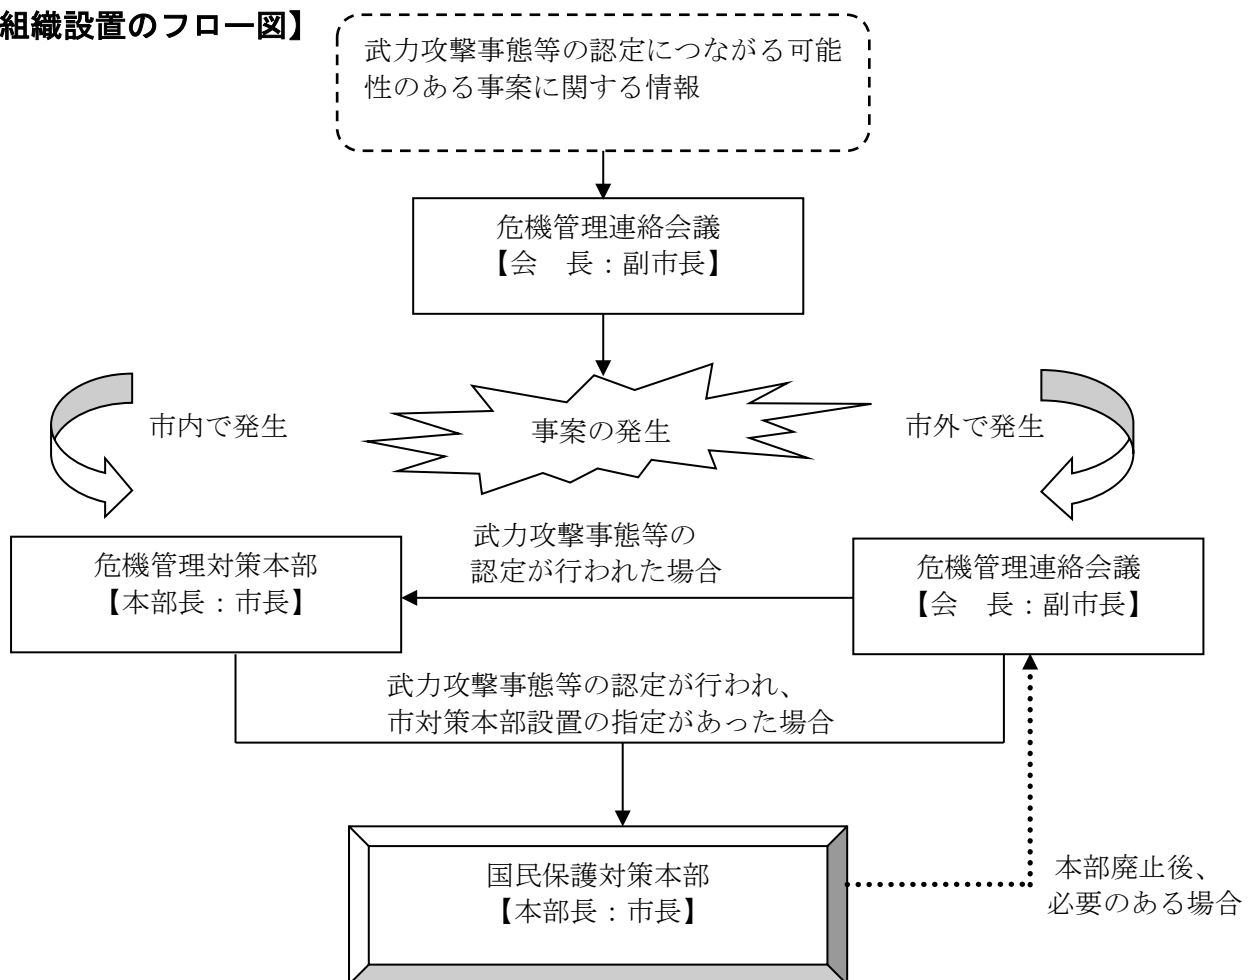 組織設置のフロー図】
武力攻撃事態等の認定につながる可能
性のある事案に関する情報
危機管理連絡会議
【会　長：副市長】
市内で発生
事案の発生
市外で発生
武力攻撃事態等の
認定が行われた場合
危機管理対策本部
【本部長：市長】
危機管理連絡会議
【会　長：副市長】
武力攻撃事態等の認定が行われ、
市対策本部設置の指定があった場合
国民保護対策本部
【本部長：市長】
本部廃止後、
必要のある場合